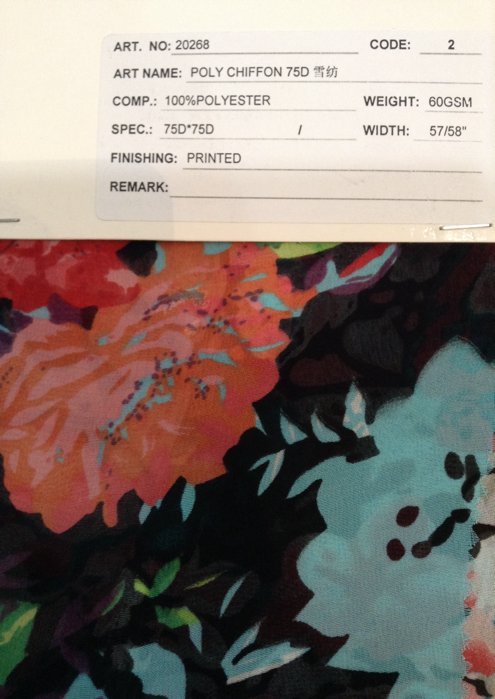 ART. NO: 20268 CODE: 2
ART NAME: POLY CHIFFON 75D 雪纺
COMP.: 100%POLYESTER WEIGHT: 60GSM
SPEC.: 75D*75D / WIDTH: 57/58"
FINISHING: PRINTED
REMARK: